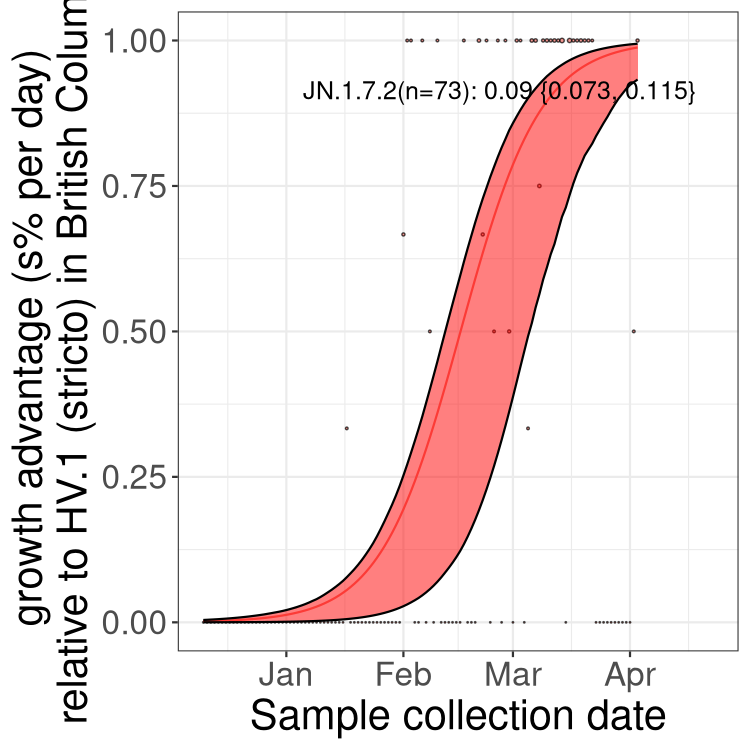 growth advantage (s% per day)
relative to HV.1 (stricto) in British Colum
1.00
0.75
0.50
0.25
0.00
JN.1.7.2(n=73): 0.09 {0.073, 0.115}
Jan Feb Mar Apr
Sample collection date